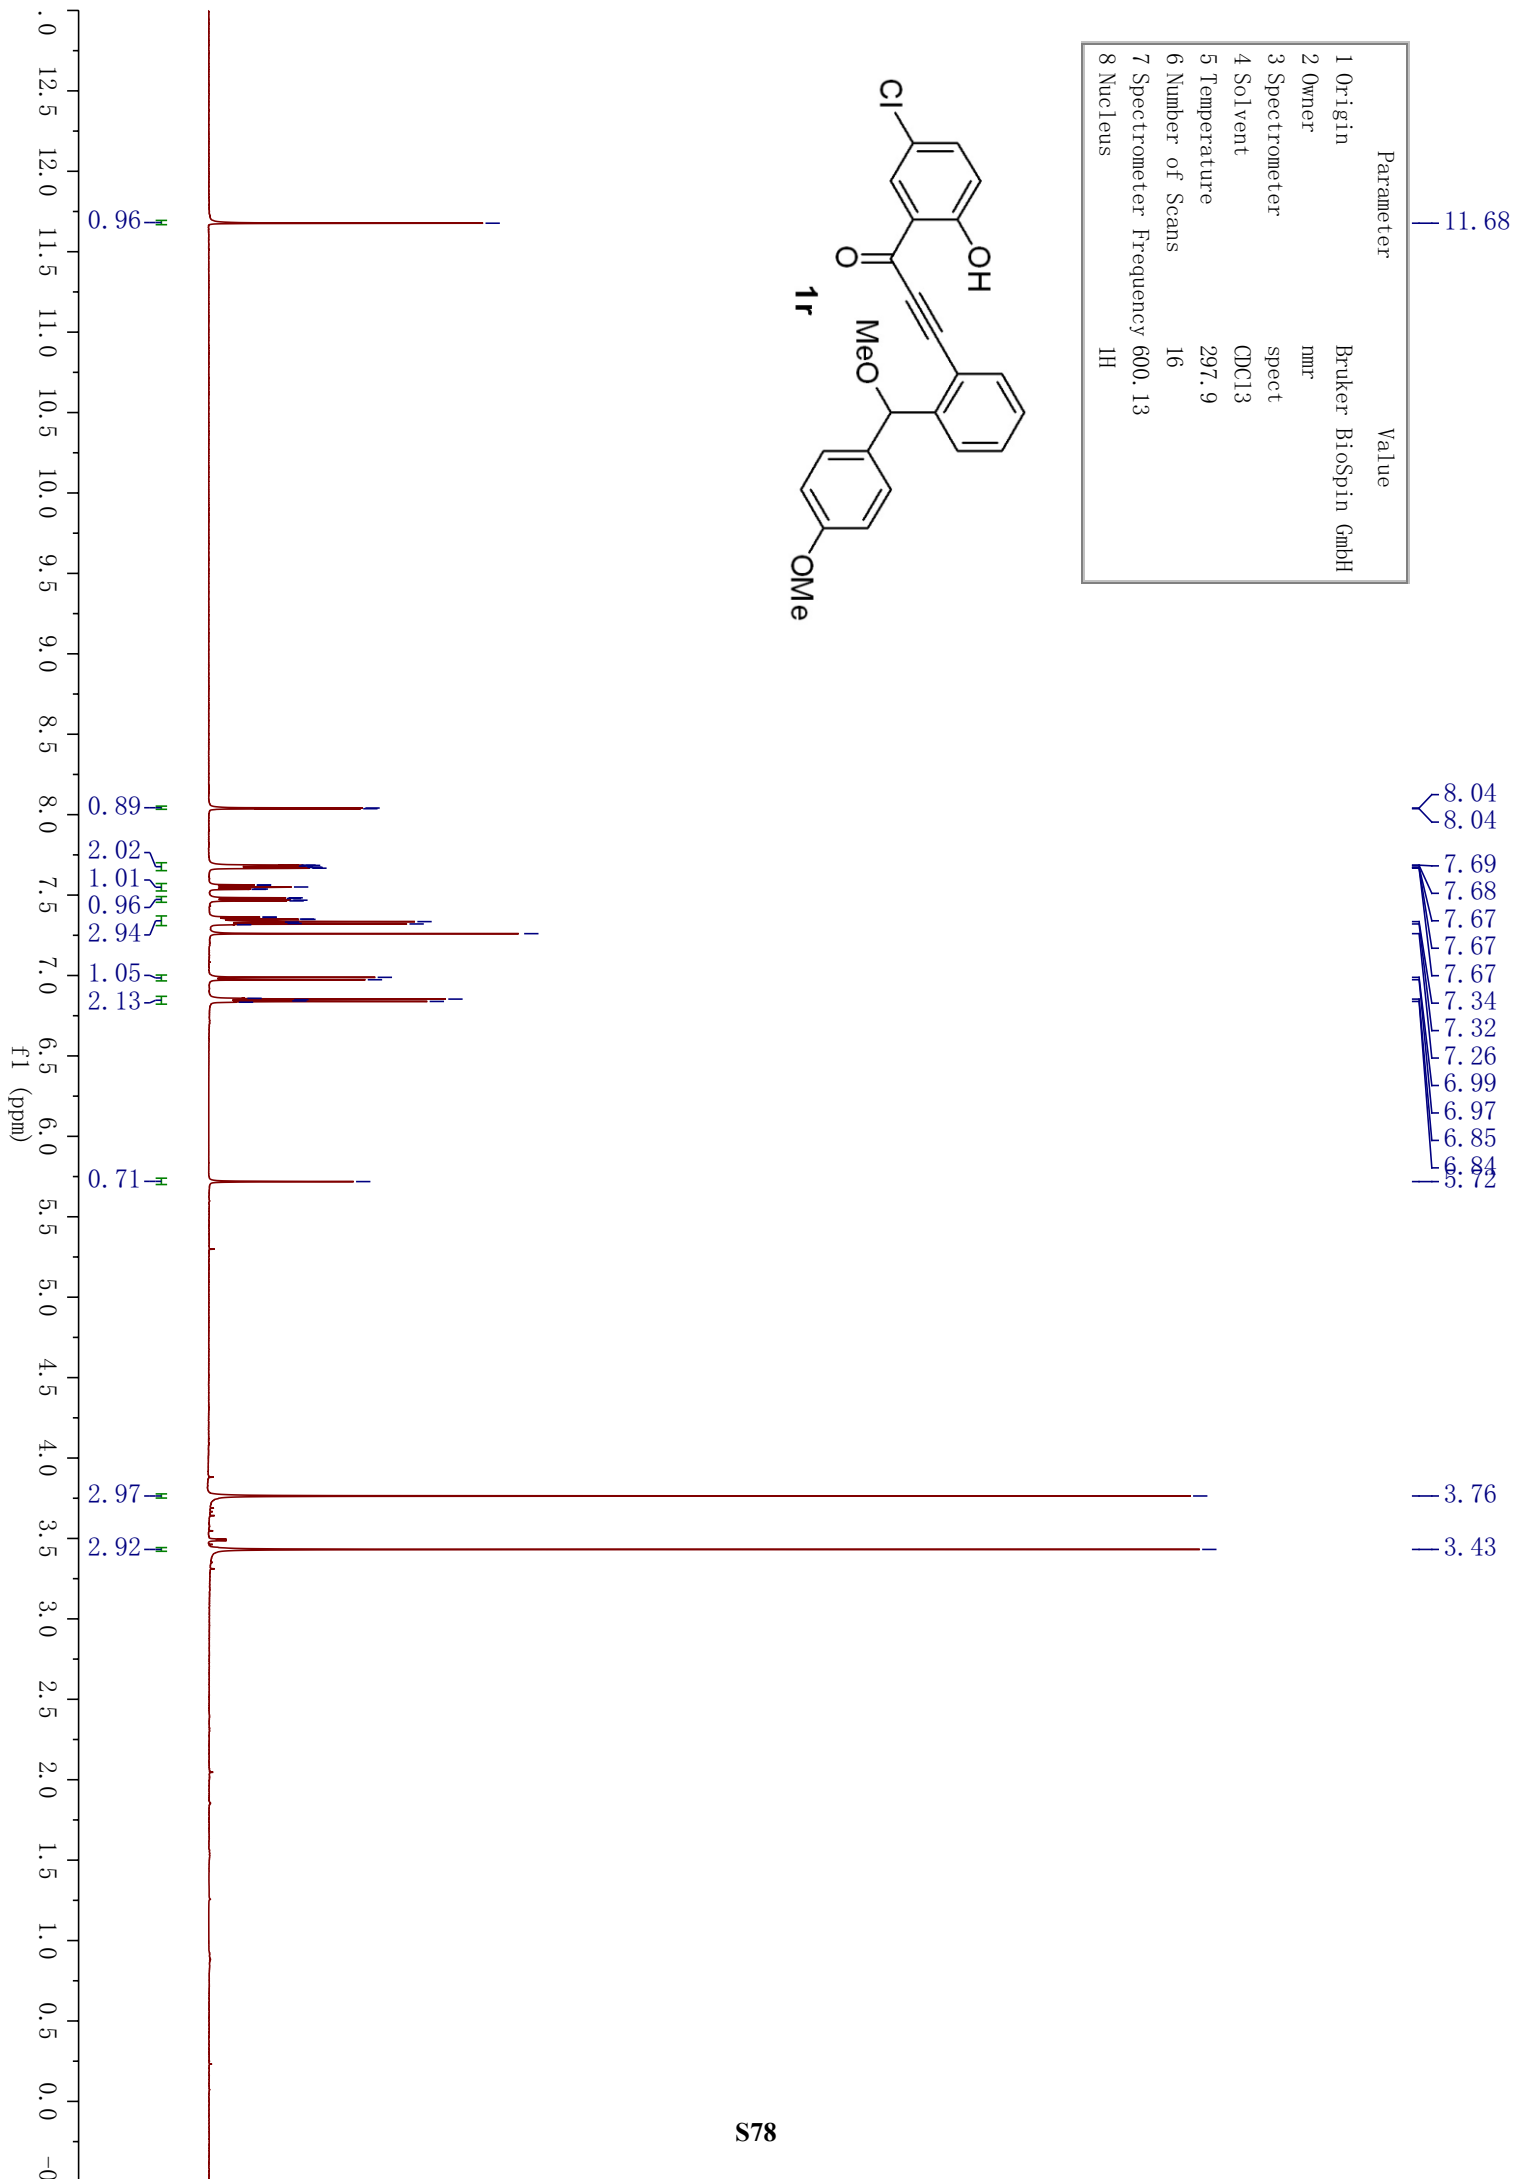 Parameter Value
1 Origin Bruker BioSpin GmbH
2 Owner nmr
3 Spectrometer spect
4 Solvent CDCl3
5 Temperature 297.9
6 Number of Scans 16
7 Spectrometer Frequency 600.13
8 Nucleus 1H
11.68
8.04
8.04
7.69
7.68
7.67
7.67
7.67
7.34
7.32
7.26
6.99
6.97
6.85
6.84
5.72
3.76
3.43
Cl
OH
O
1r
MeO
OMe
0.96
0.89
2.02
1.01
0.96
2.94
1.05
2.13
0.71
2.97
2.92
.0 12.5 12.0 11.5 11.0 10.5 10.0 9.5 9.0 8.5 8.0 7.5 7.0 6.5 6.0 5.5 5.0 4.5 4.0 3.5 3.0 2.5 2.0 1.5 1.0 0.5 0.0 -0
f1 (ppm)
S78